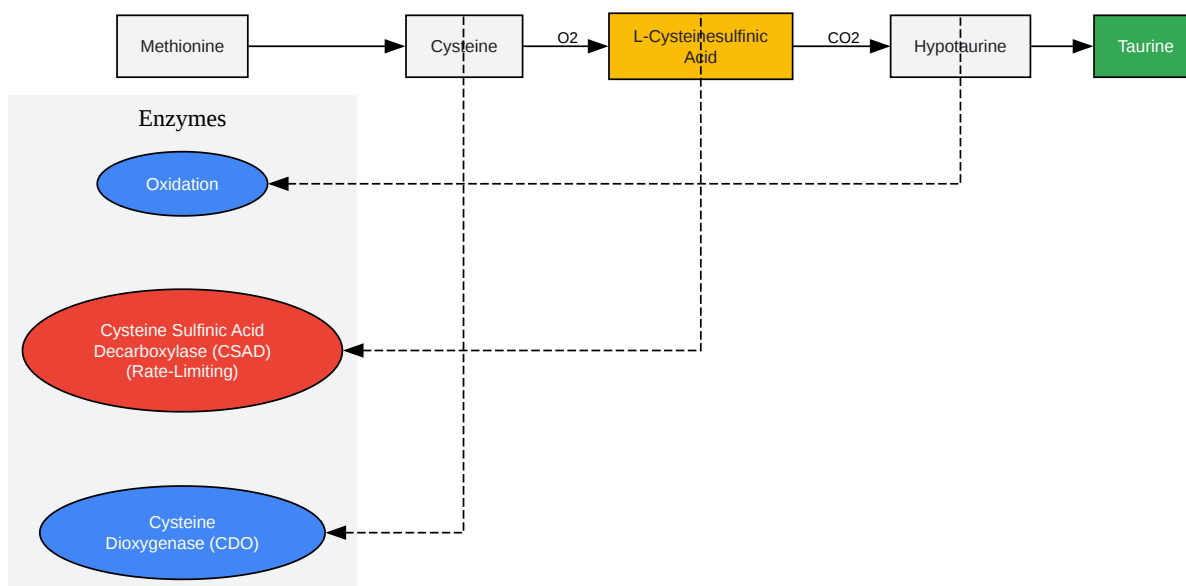 Methionine
Cysteine
O2
L-Cysteinesulfinic
Acid
CO2
Hypotaurine
Taurine
Enzymes
Oxidation
Cysteine Sulfinic Acid
Decarboxylase (CSAD)
(Rate-Limiting)
Cysteine
Dioxygenase (CDO)